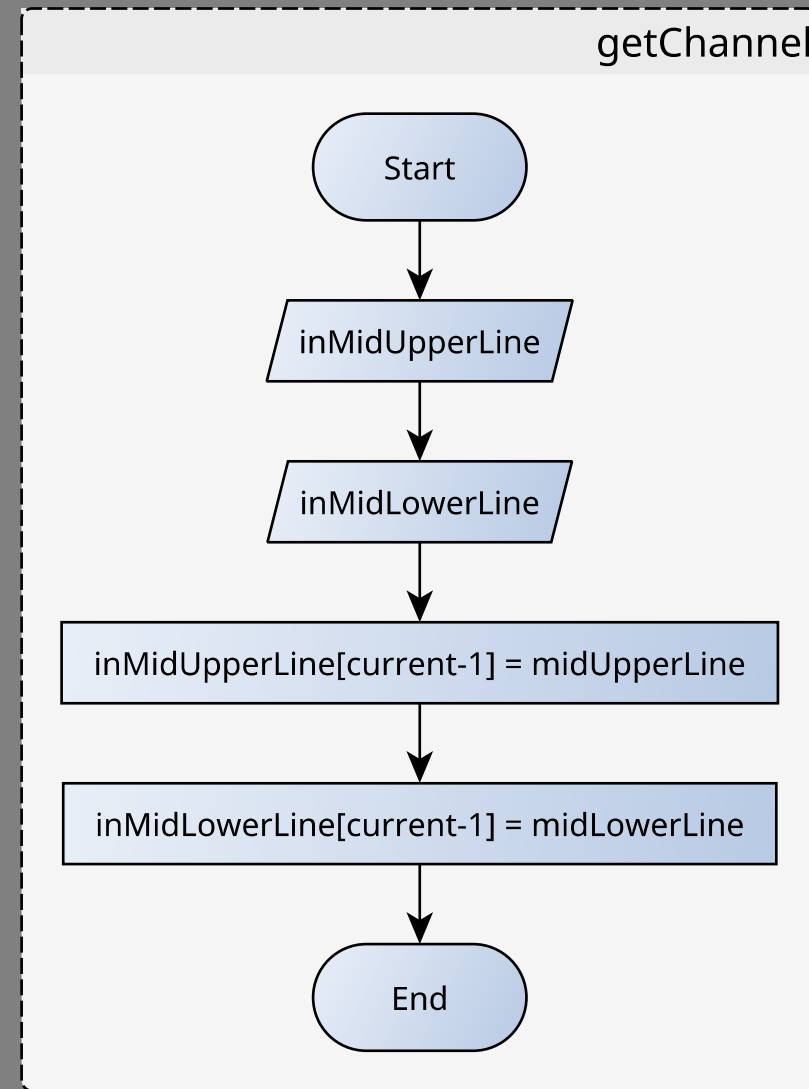 getChannel
Start
inMidUpperLine
inMidLowerLine
inMidUpperLine[current-1] = midUpperLine
inMidLowerLine[current-1] = midLowerLine
End